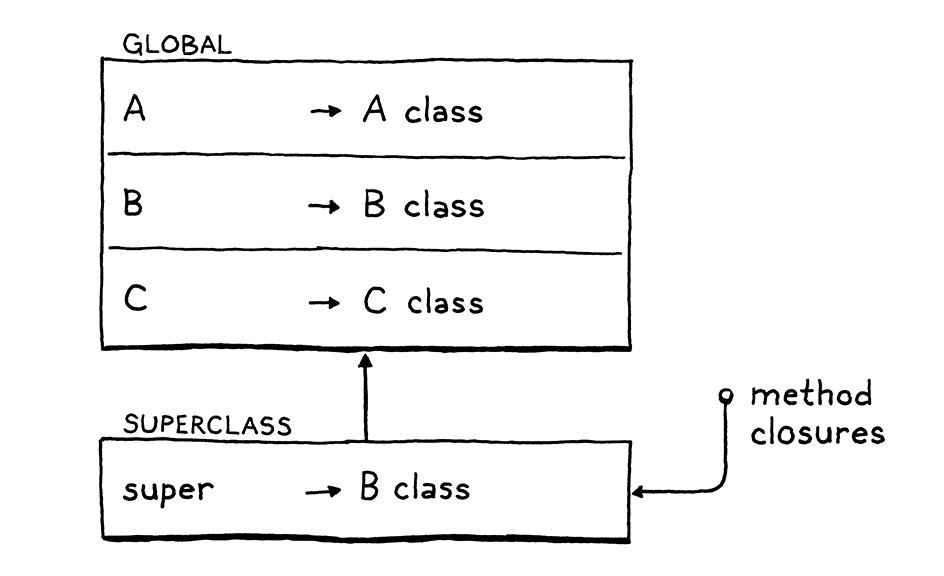 GLOBAL
A → A class
B → B class
C → C class
SUPERCLASS
super → B class
method
closures